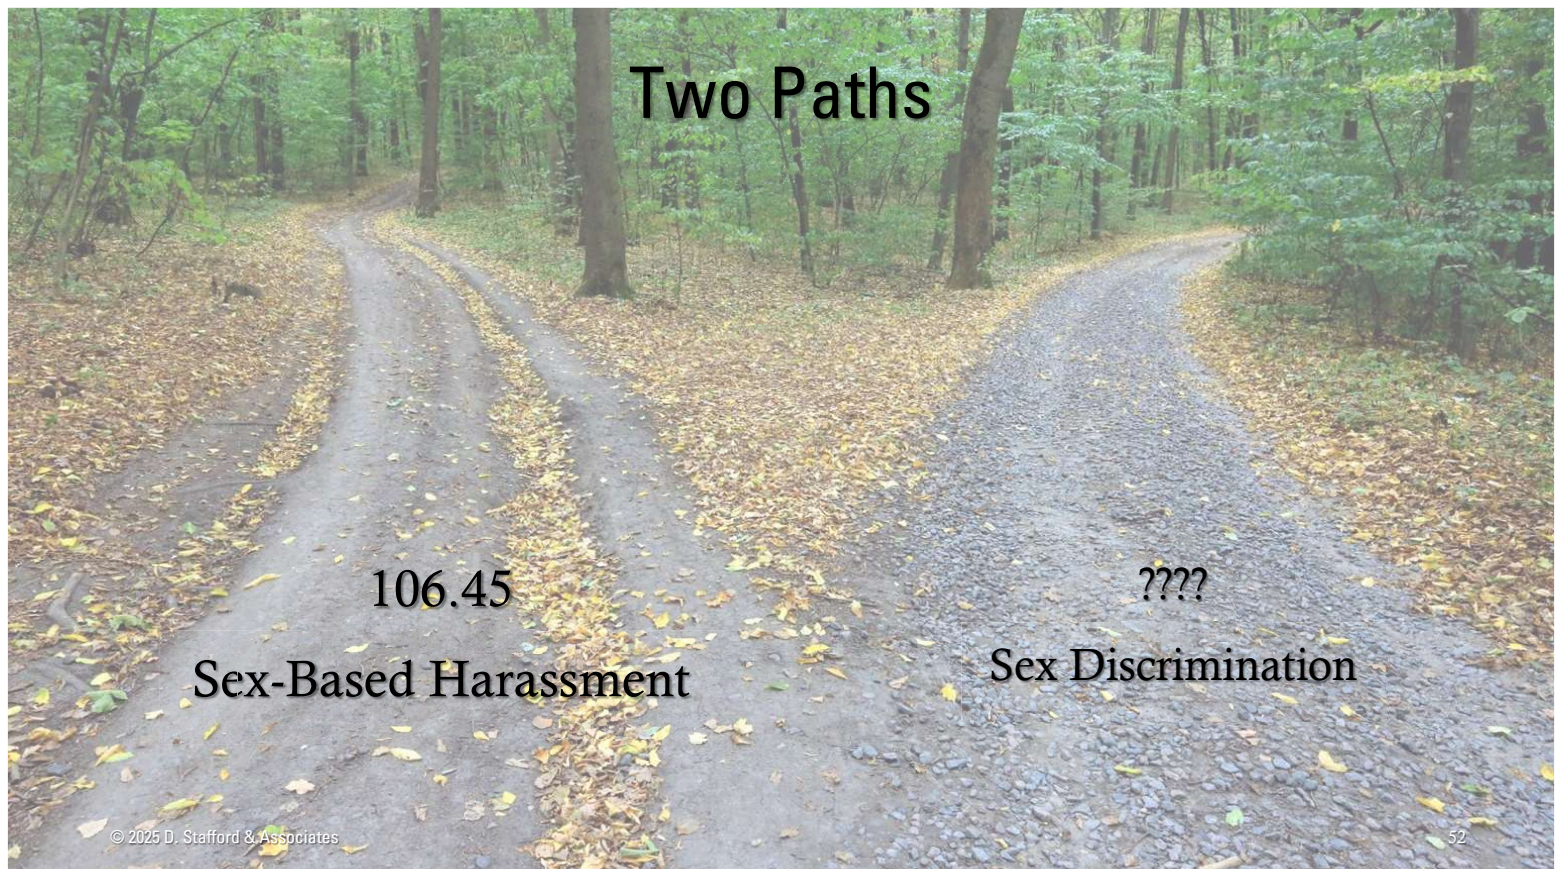 Two Paths
106.45
Sex-Based Harassment
????
Sex Discrimination
© 2025 D. Stafford & Associates
52